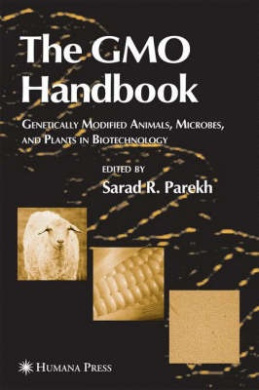 The GMO
Handbook
Genetically Modified Animals, Microbes,
and Plants in Biotechnology
EDITED BY
Sarad R. Parekh
Humana Press